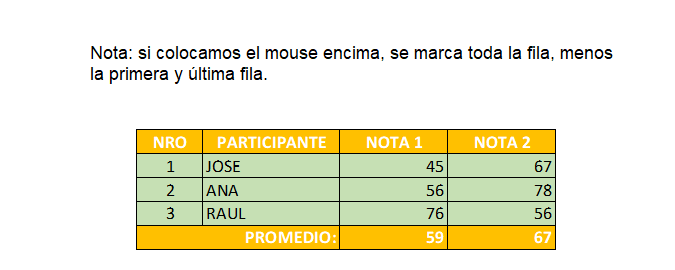 Nota: si colocamos el mouse encima, se marca toda la fila, menos
la primera y última fila.
NRO PARTICIPANTE NOTA 1 NOTA 2
1 JOSE 45 67
2 ANA 56 78
3 RAUL 76 56
PROMEDIO: 59 67